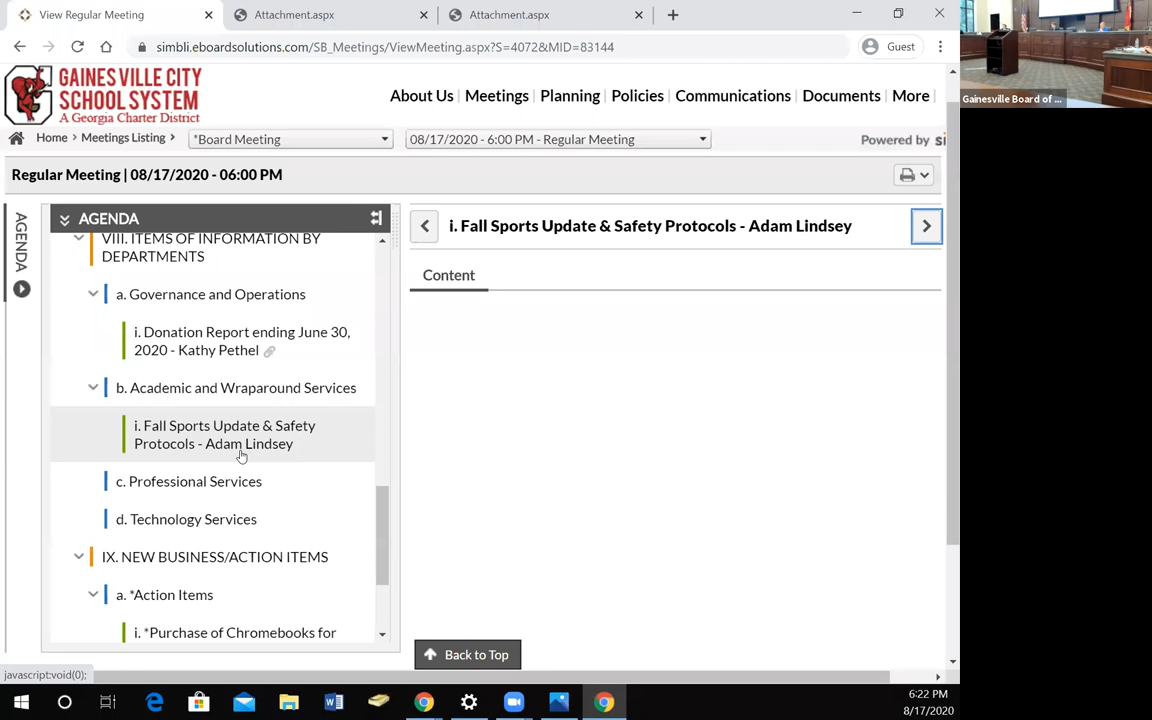 View Regular Meeting
Attachment.aspx
Attachment.aspx
simbli.eboardsolutions.com/SB_Meetings/ViewMeeting.aspx?S=4072&MID=83144
Guest
Gainesville Board of ...
GAINESVILLE CITY
SCHOOL SYSTEM
A Georgia Charter District
About Us | Meetings | Planning | Policies | Communications | Documents | More |
Home > Meetings Listing >
*Board Meeting
08/17/2020 - 6:00 PM - Regular Meeting
Powered by si
Regular Meeting | 08/17/2020 - 06:00 PM
AGENDA
AGENDA
VIII. ITEMS OF INFORMATION BY
DEPARTMENTS
a. Governance and Operations
i. Donation Report ending June 30,
2020 - Kathy Pethel
b. Academic and Wraparound Services
i. Fall Sports Update & Safety
Protocols - Adam Lindsey
c. Professional Services
d. Technology Services
IX. NEW BUSINESS/ACTION ITEMS
a. *Action Items
i. *Purchase of Chromebooks for
i. Fall Sports Update & Safety Protocols - Adam Lindsey
Content
Back to Top
javascript:void(0);
6:22 PM
8/17/2020